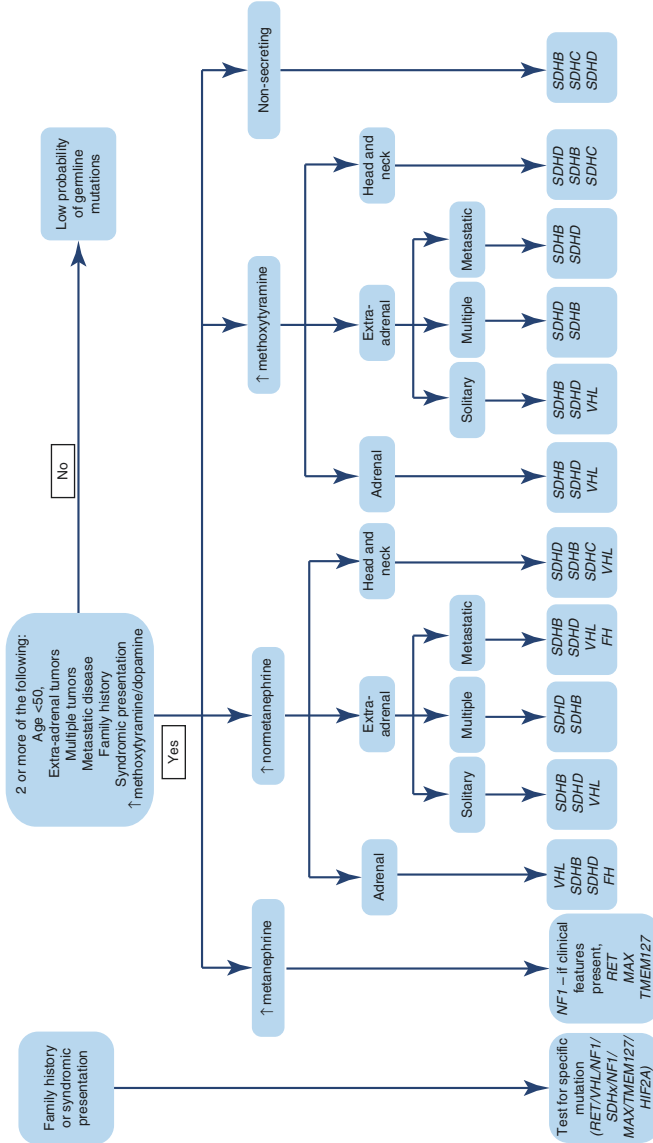 Family history
or syndromic
presentation
Test for specific
mutation
(RET/VHL/NF1/
SDHx/NF1/
MAX/TMEM127/
HIF2A)
2 or more of the following:
Age <50,
Extra-adrenal tumors
Multiple tumors
Metastatic disease
Family history
Syndromic presentation
↑ methoxytyramine/dopamine
No
Low probability
of germline
mutations
Yes
↑ metanephrine
↑ normetanephrine
↑ methoxytyramine
Non-secreting
Adrenal
Extra-
adrenal
Head and
neck
Adrenal
Extra-
adrenal
Head and
neck
Solitary
Multiple
Metastatic
Solitary
Multiple
Metastatic
NF1 – if clinical
features
present,
RET
MAX
TMEM127
VHL
SDHB
SDHD
FH
SDHB
SDHD
VHL
SDHD
SDHB
SDHB
SDHD
VHL
FH
SDHD
SDHB
SDHC
VHL
SDHB
SDHD
VHL
SDHB
SDHD
VHL
SDHD
SDHB
SDHB
SDHD
SDHD
SDHB
SDHC
SDHB
SDHC
SDHD